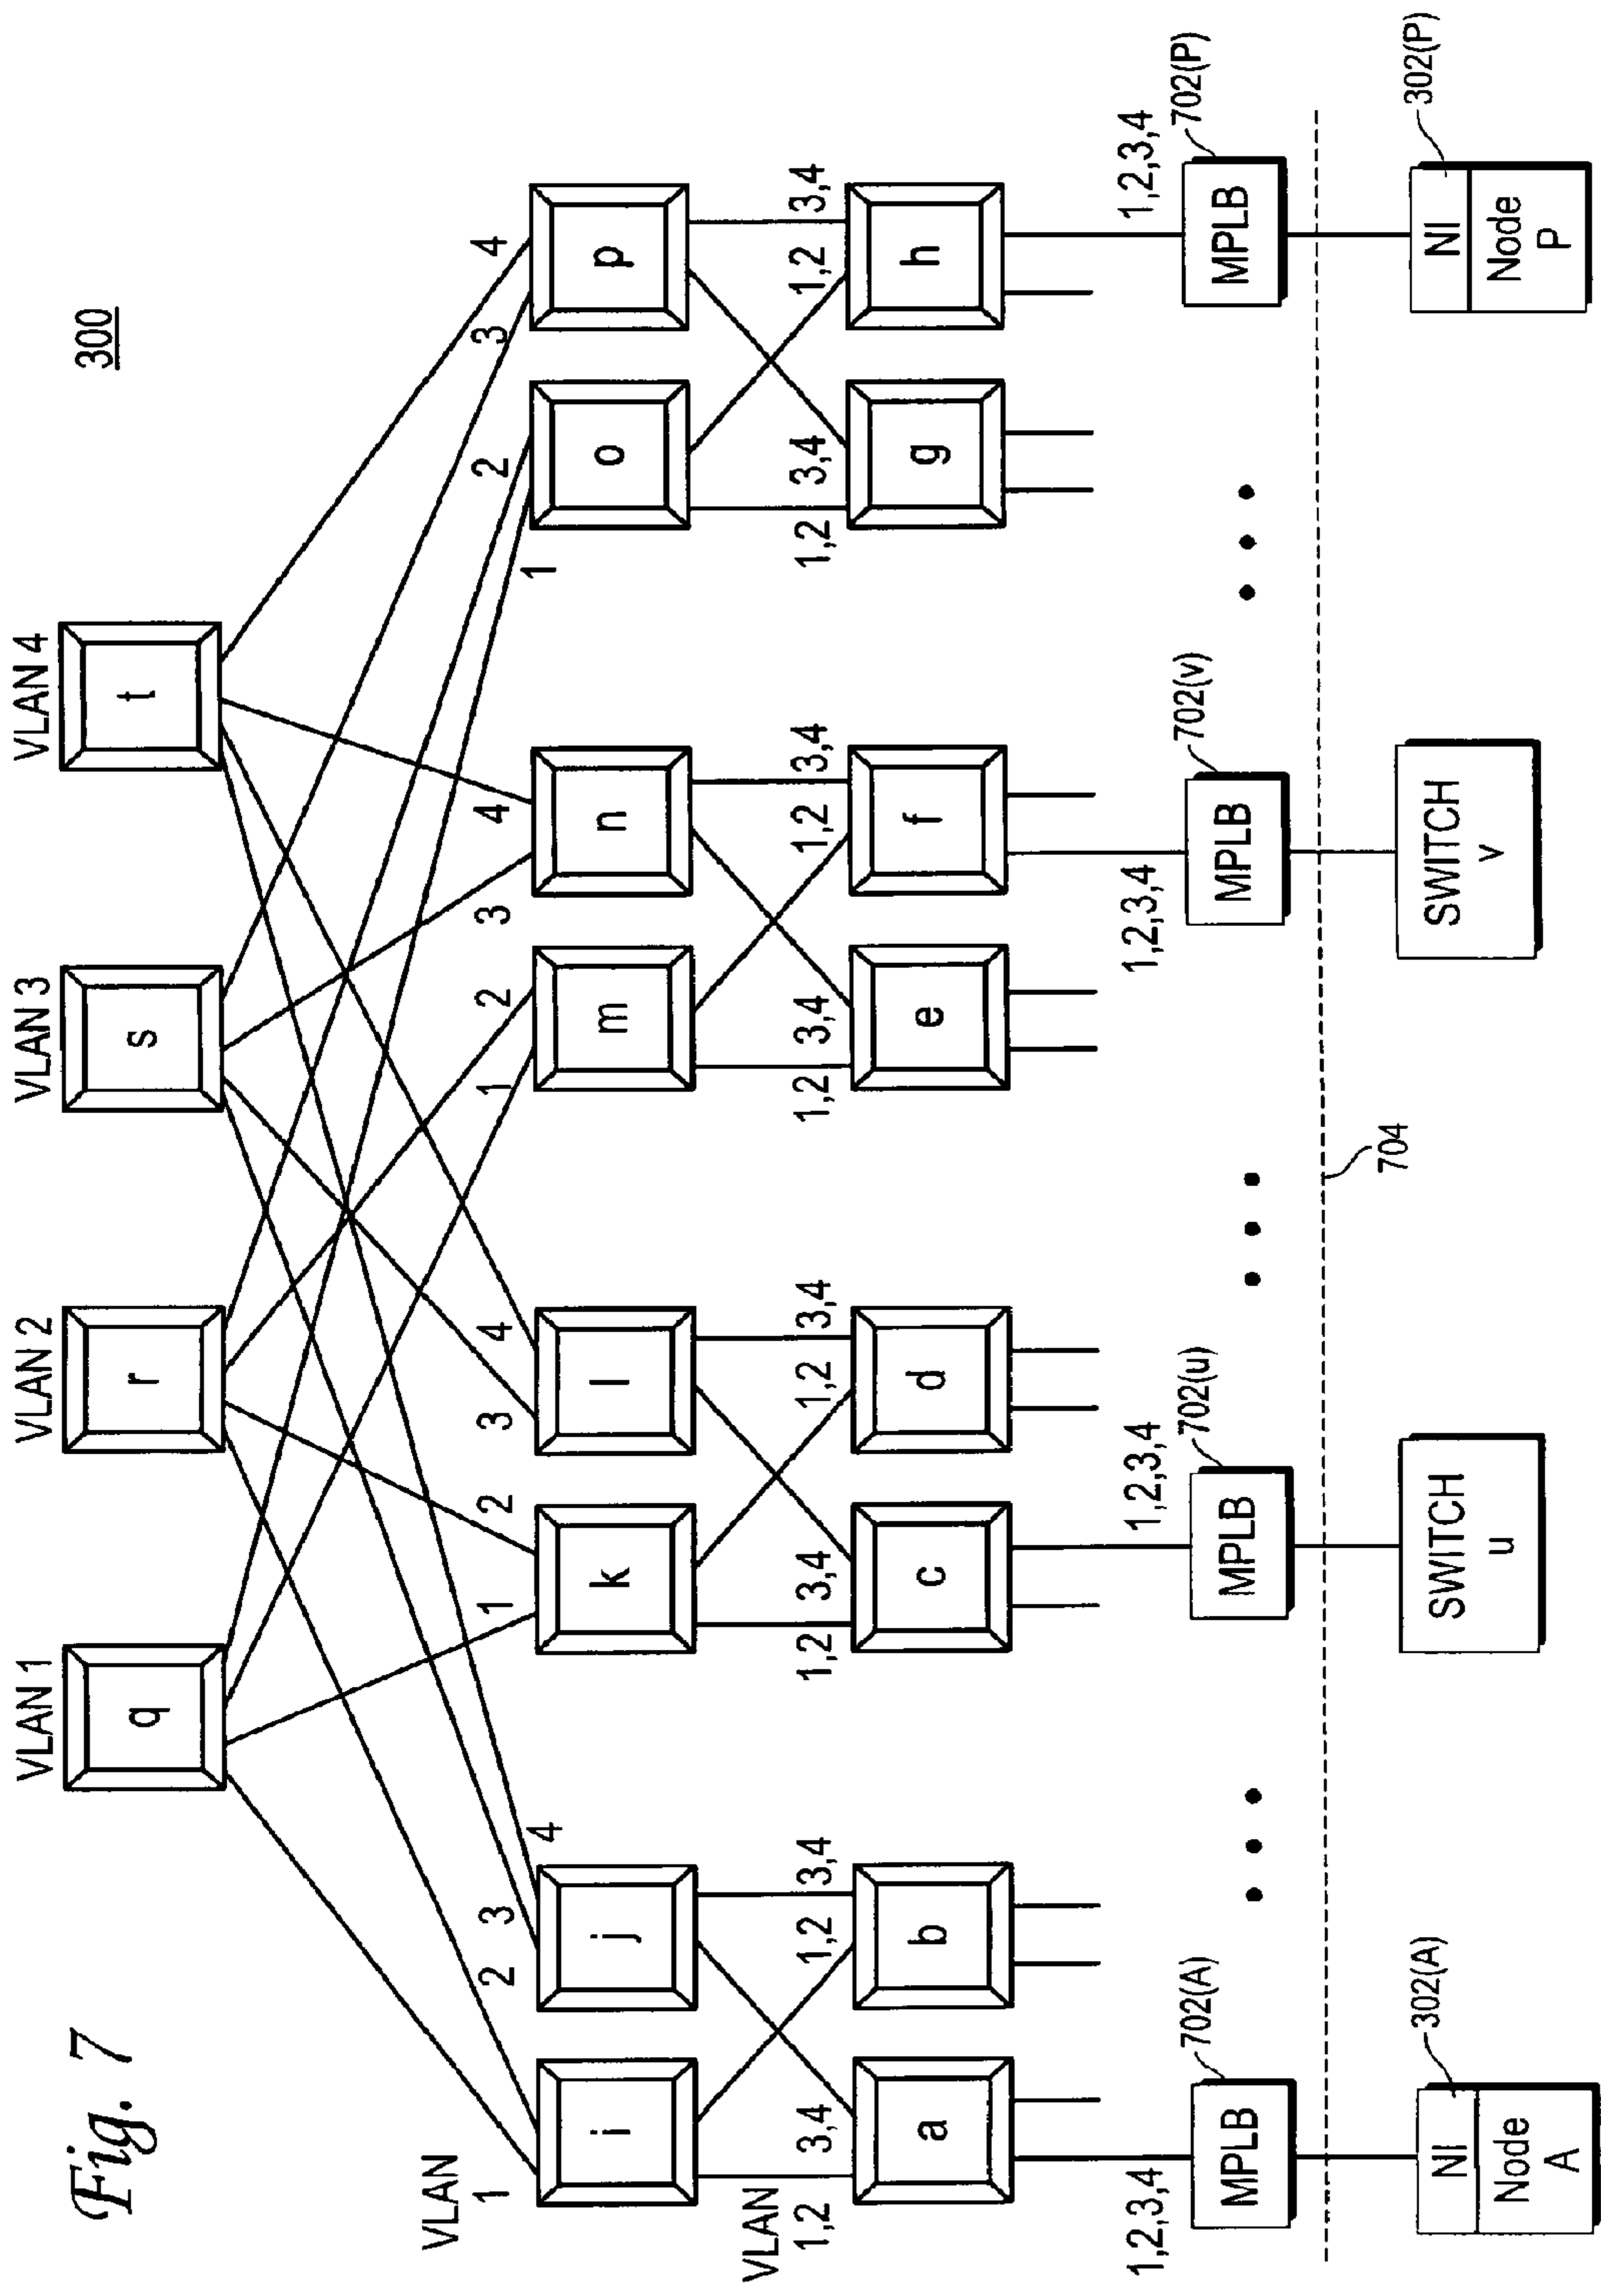 Fig. 7
300
VLAN 1
VLAN 2
VLAN 3
VLAN 4
q
r
s
t
VLAN
1
2
3
4
1
2
3
4
1
2
3
4
1
2
3
4
i
j
k
l
m
n
o
p
VLAN
1,2
3,4
1,2
3,4
1,2
3,4
1,2
3,4
1,2
3,4
1,2
3,4
1,2
3,4
1,2
3,4
a
b
c
d
e
f
g
h
1,2,3,4
702(A)
1,2,3,4
702(u)
1,2,3,4
702(v)
1,2,3,4
702(P)
MPLB
MPLB
MPLB
MPLB
704
302(A)
302(P)
NI
Node
A
SWITCH
u
SWITCH
v
NI
Node
P